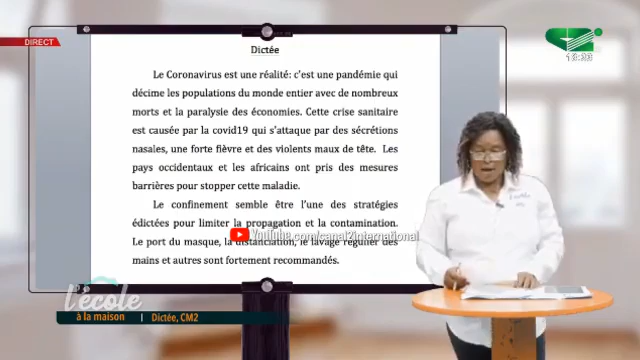 DIRECT
Dictée
Le Coronavirus est une réalité: c'est une pandémie qui
décime les populations du monde entier avec de nombreux
morts et la paralysie des économies. Cette crise sanitaire
est causée par la covid19 qui s'attaque par des sécrétions
nasales, une forte fièvre et des violents maux de tête. Les
pays occidentaux et les africains ont pris des mesures
barrières pour stopper cette maladie.
Le confinement semble être l'une des stratégies
édictées pour limiter la propagation et la contamination.
Le port du masque, la distanciation, le lavage régulier des
mains et autres sont fortement recommandés.
YouTube.com/canal2international
l'école
à la maison
Dictée, CM2